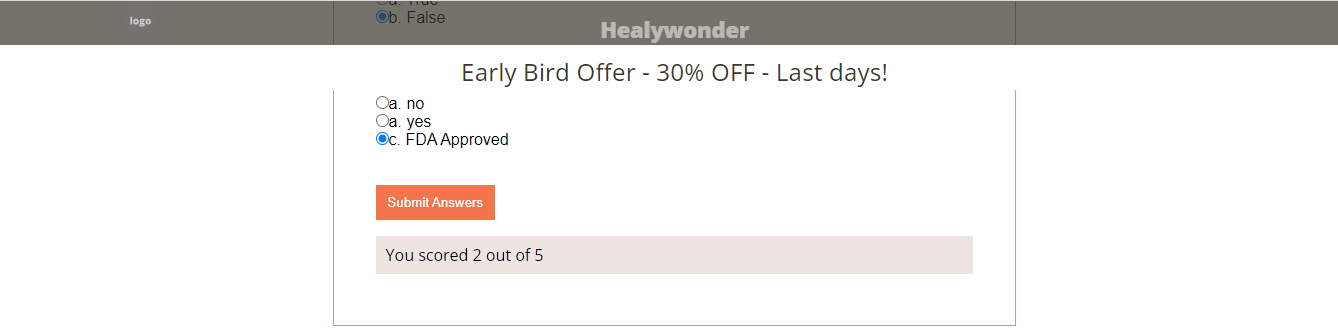 a. True
b. False
logo
Healywonder
Early Bird Offer - 30% OFF - Last days!
a. no
a. yes
c. FDA Approved
Submit Answers
You scored 2 out of 5